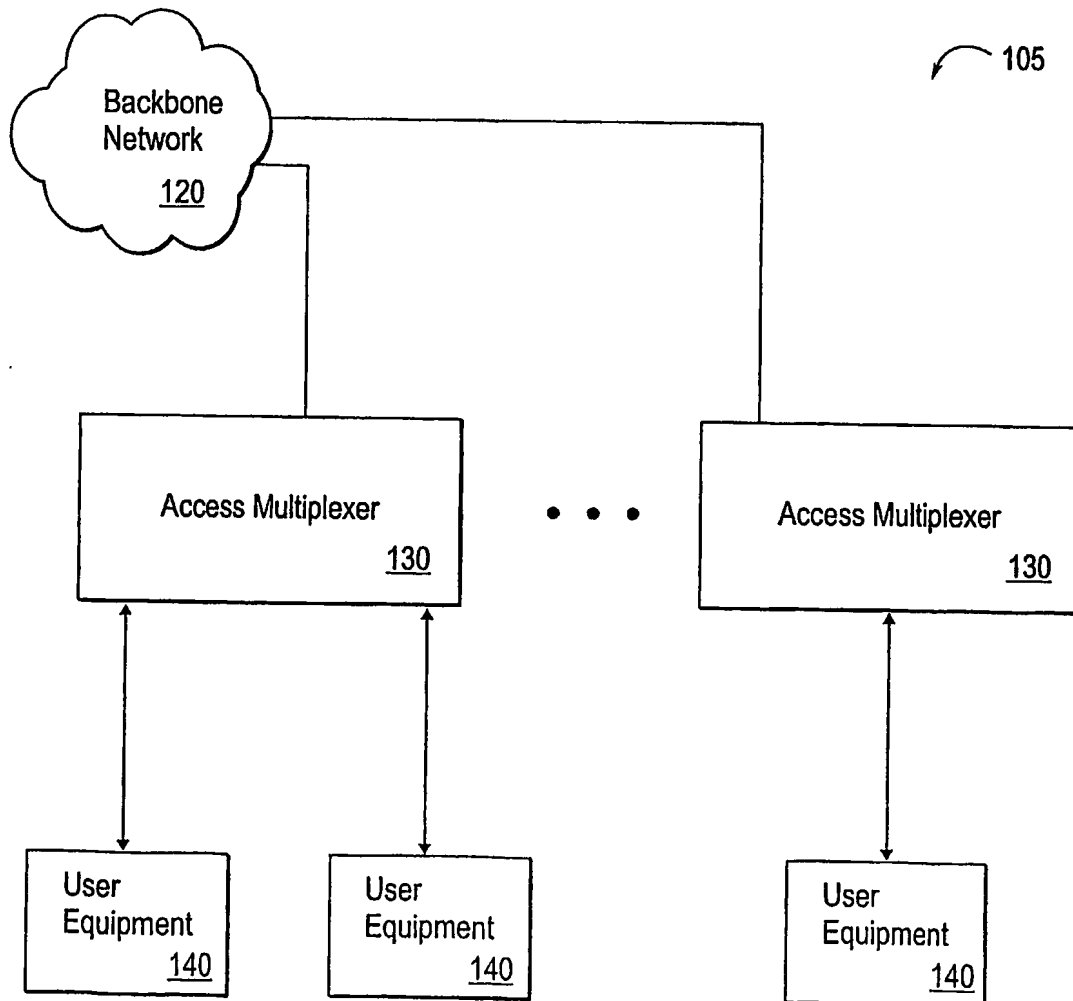 105
Backbone
Network
120
Access Multiplexer
130
Access Multiplexer
130
User
Equipment
140
User
Equipment
140
User
Equipment
140